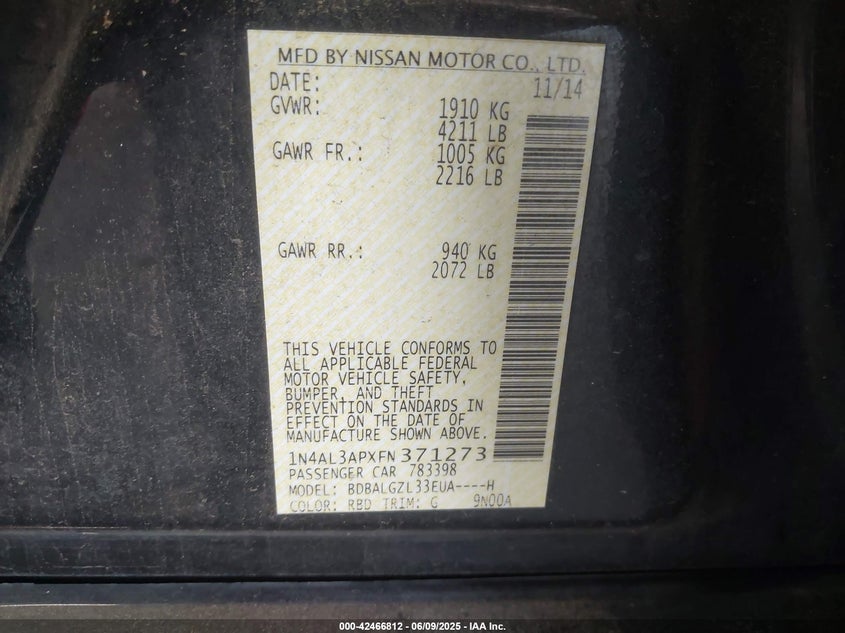 MFD BY NISSAN MOTOR CO., LTD.
DATE: 11/14
GVWR: 1910 KG
4211 LB
GAWR FR.: 1005 KG
2216 LB
GAWR RR.: 940 KG
2072 LB
THIS VEHICLE CONFORMS TO
ALL APPLICABLE FEDERAL
MOTOR VEHICLE SAFETY,
BUMPER, AND THEFT
PREVENTION STANDARDS IN
EFFECT ON THE DATE OF
MANUFACTURE SHOWN ABOVE.
1N4AL3APXFN371273
PASSENGER CAR 783398
MODEL: BDBALGZL33EUA----H
COLOR: RBD TRIM: G 9N00A
000-42466812 - 06/09/2025 - IAA Inc.